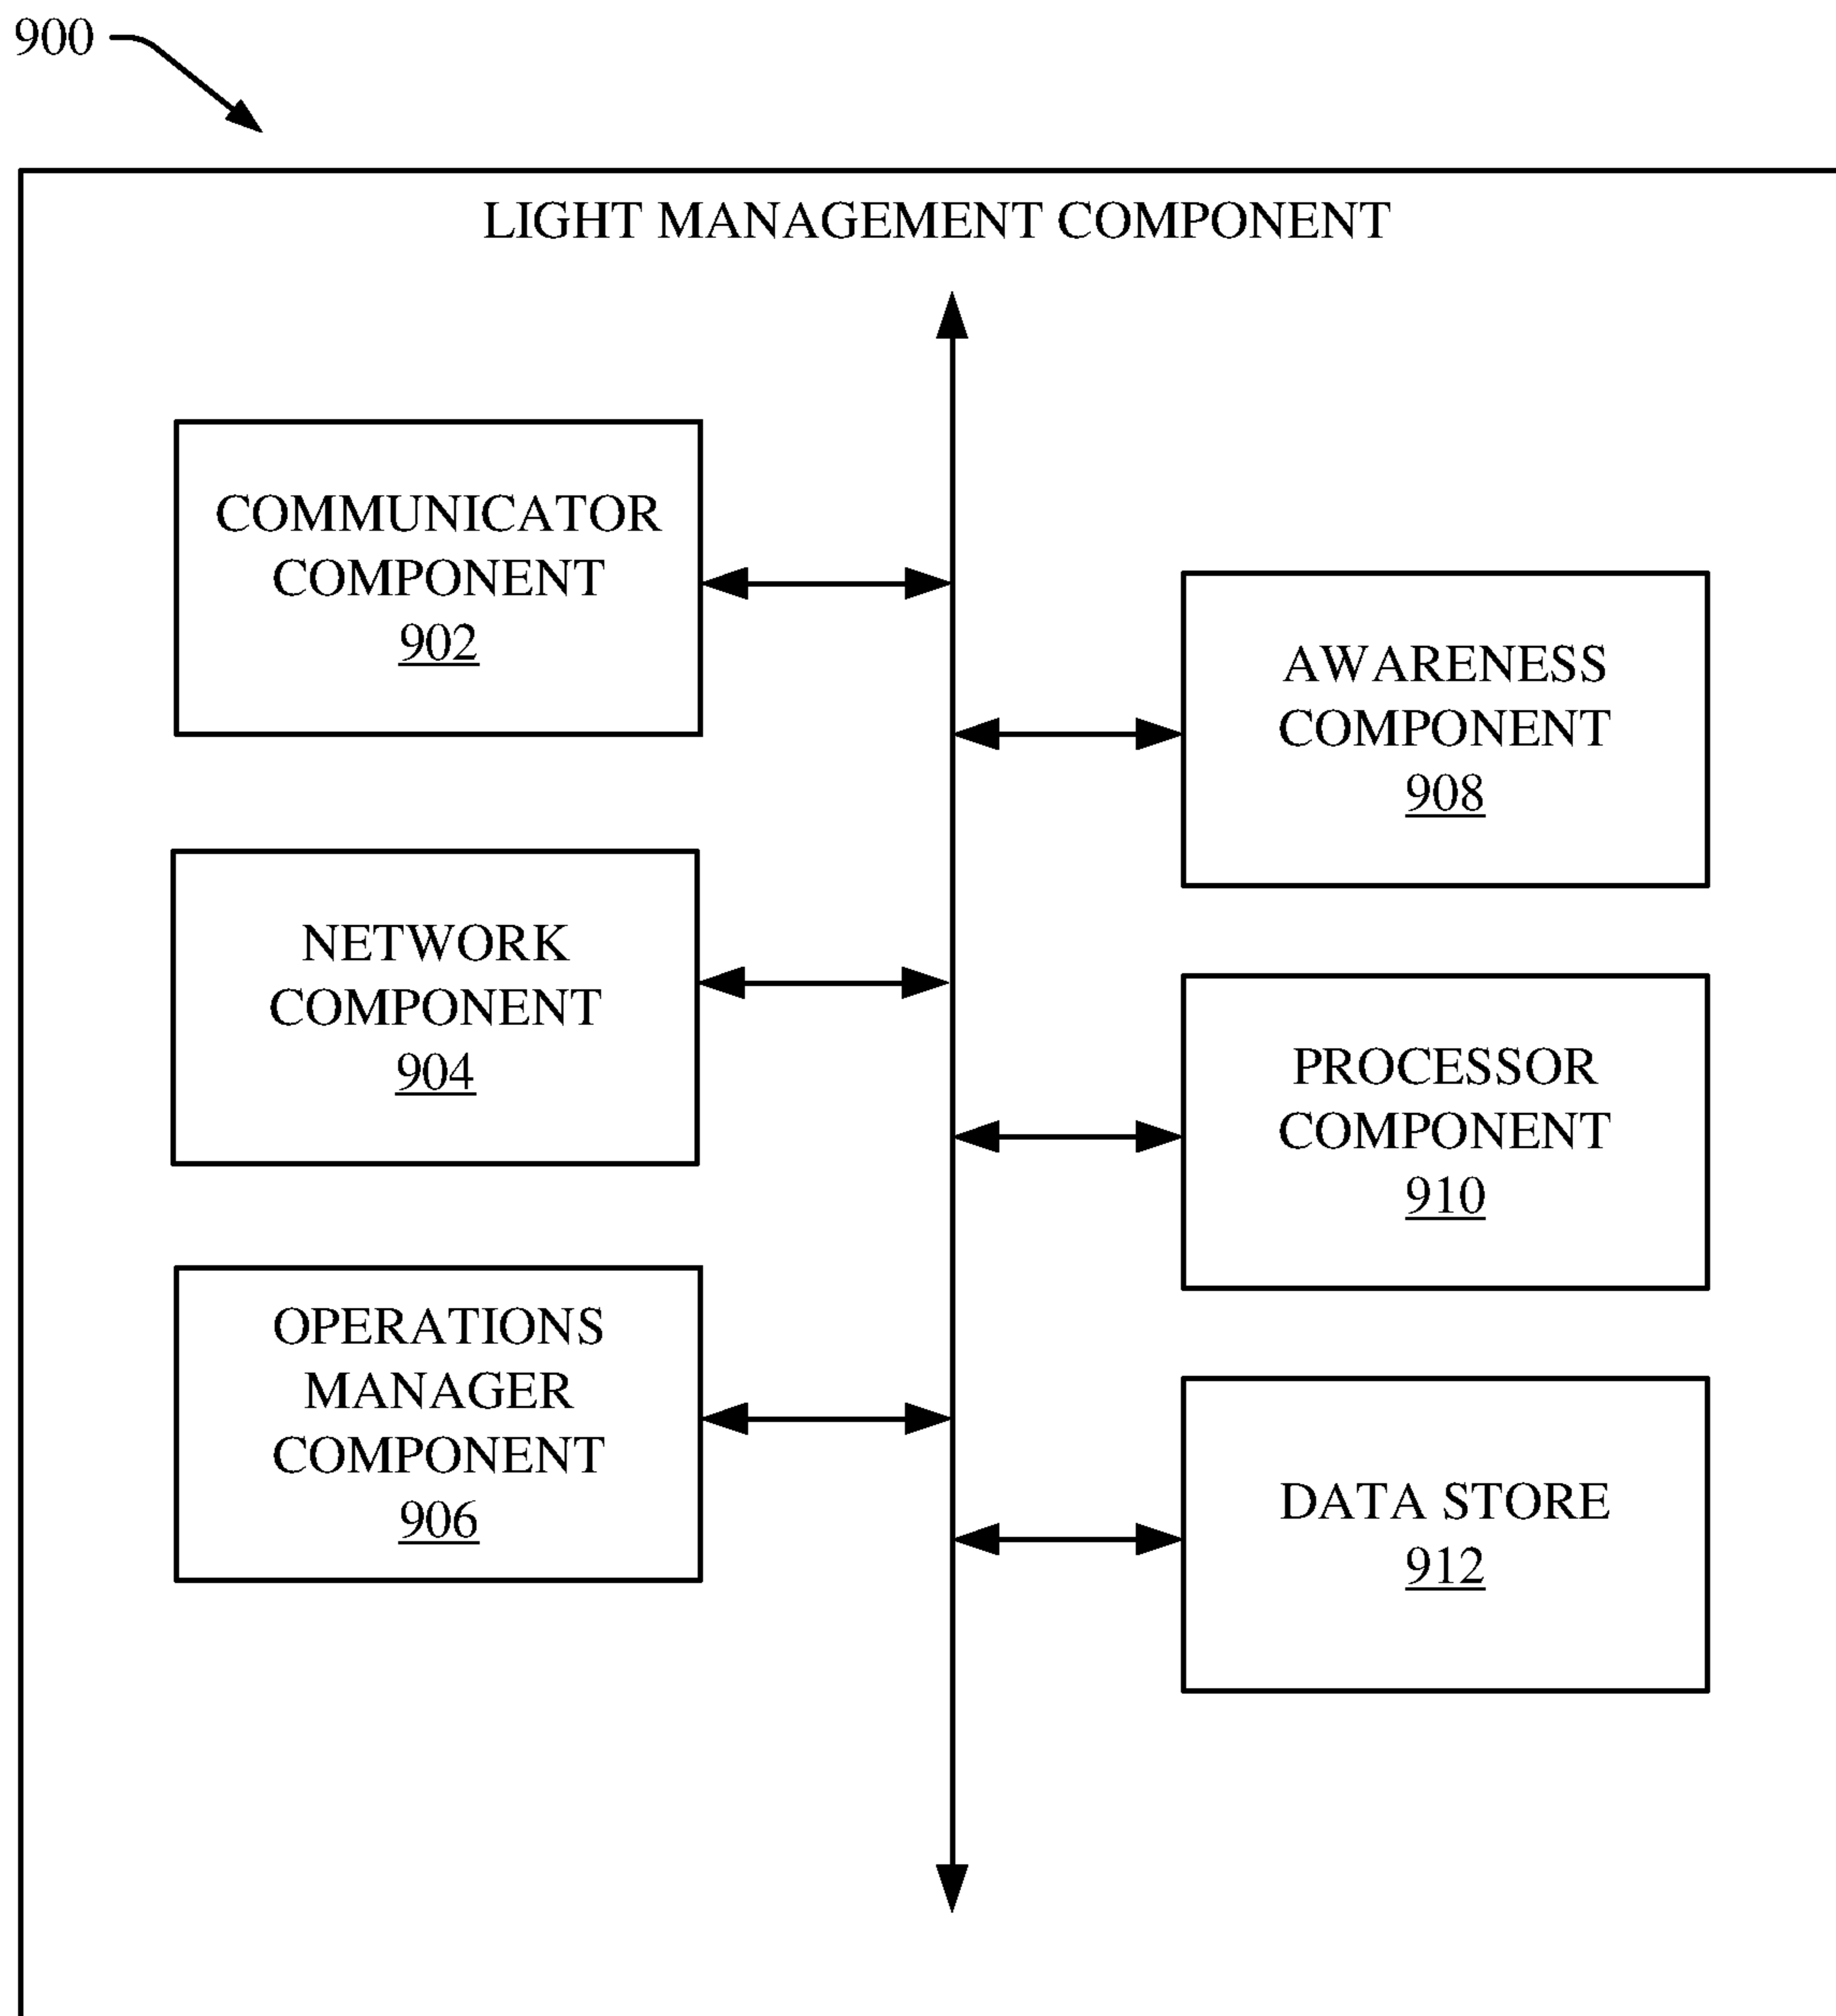 900
LIGHT MANAGEMENT COMPONENT
COMMUNICATOR
COMPONENT
902
NETWORK
COMPONENT
904
OPERATIONS
MANAGER
COMPONENT
906
AWARENESS
COMPONENT
908
PROCESSOR
COMPONENT
910
DATA STORE
912